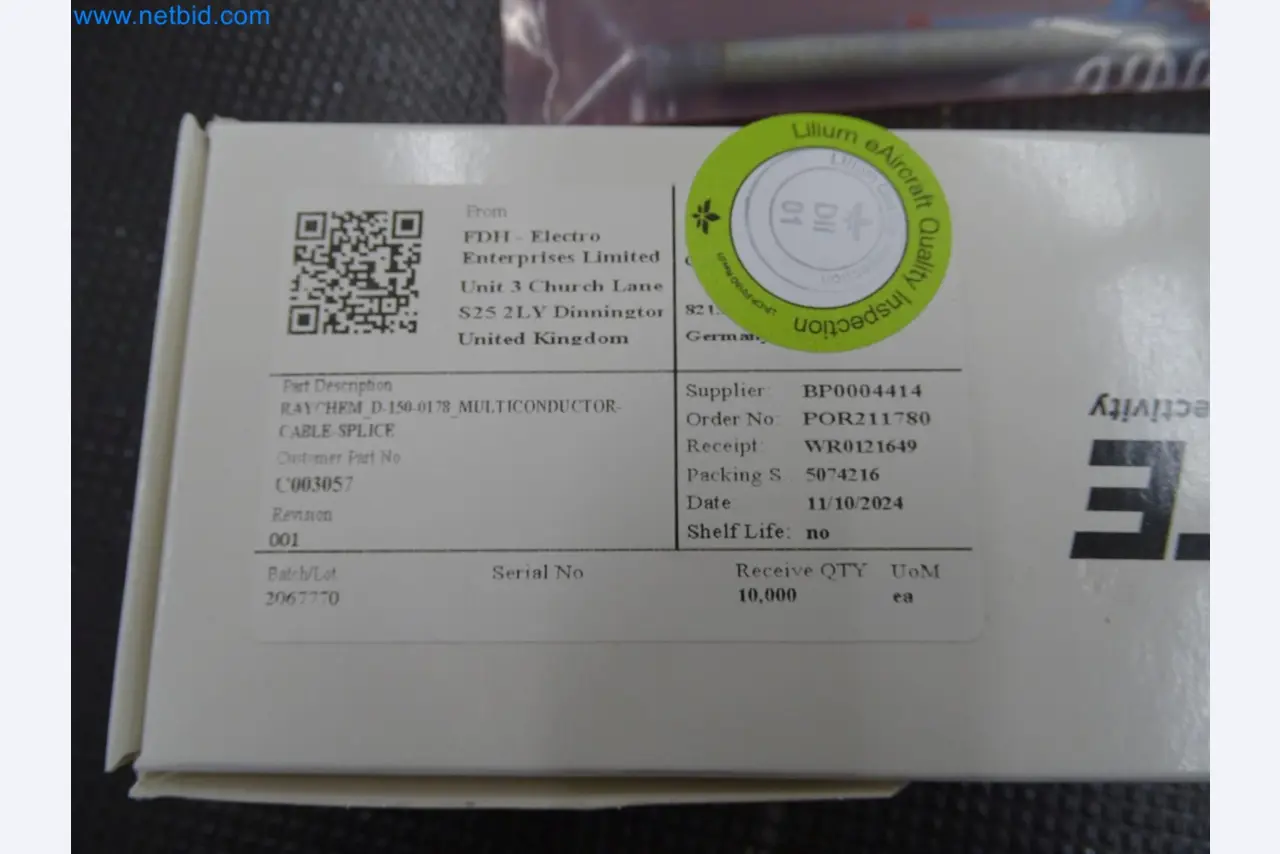 www.netbid.com
Lilium eAircraft Quality Inspection
Dii
01
From
FDH - Electro
Enterprises Limited
Unit 3 Church Lane
S25 2LY Dinnington
United Kingdom
Germany
Part Description
RAYCHEM_D-150-0178_MULTICONDUCTOR-
CABLE-SPLICE
Customer Part No
C003057
Revision
001
Supplier: BP0004414
Order No: POR211780
Receipt: WR0121649
Packing S 5074216
Date 11/10/2024
Shelf Life: no
Batch/Lot
2067770
Serial No
Receive QTY
10,000
UoM
ea
ectivity
E